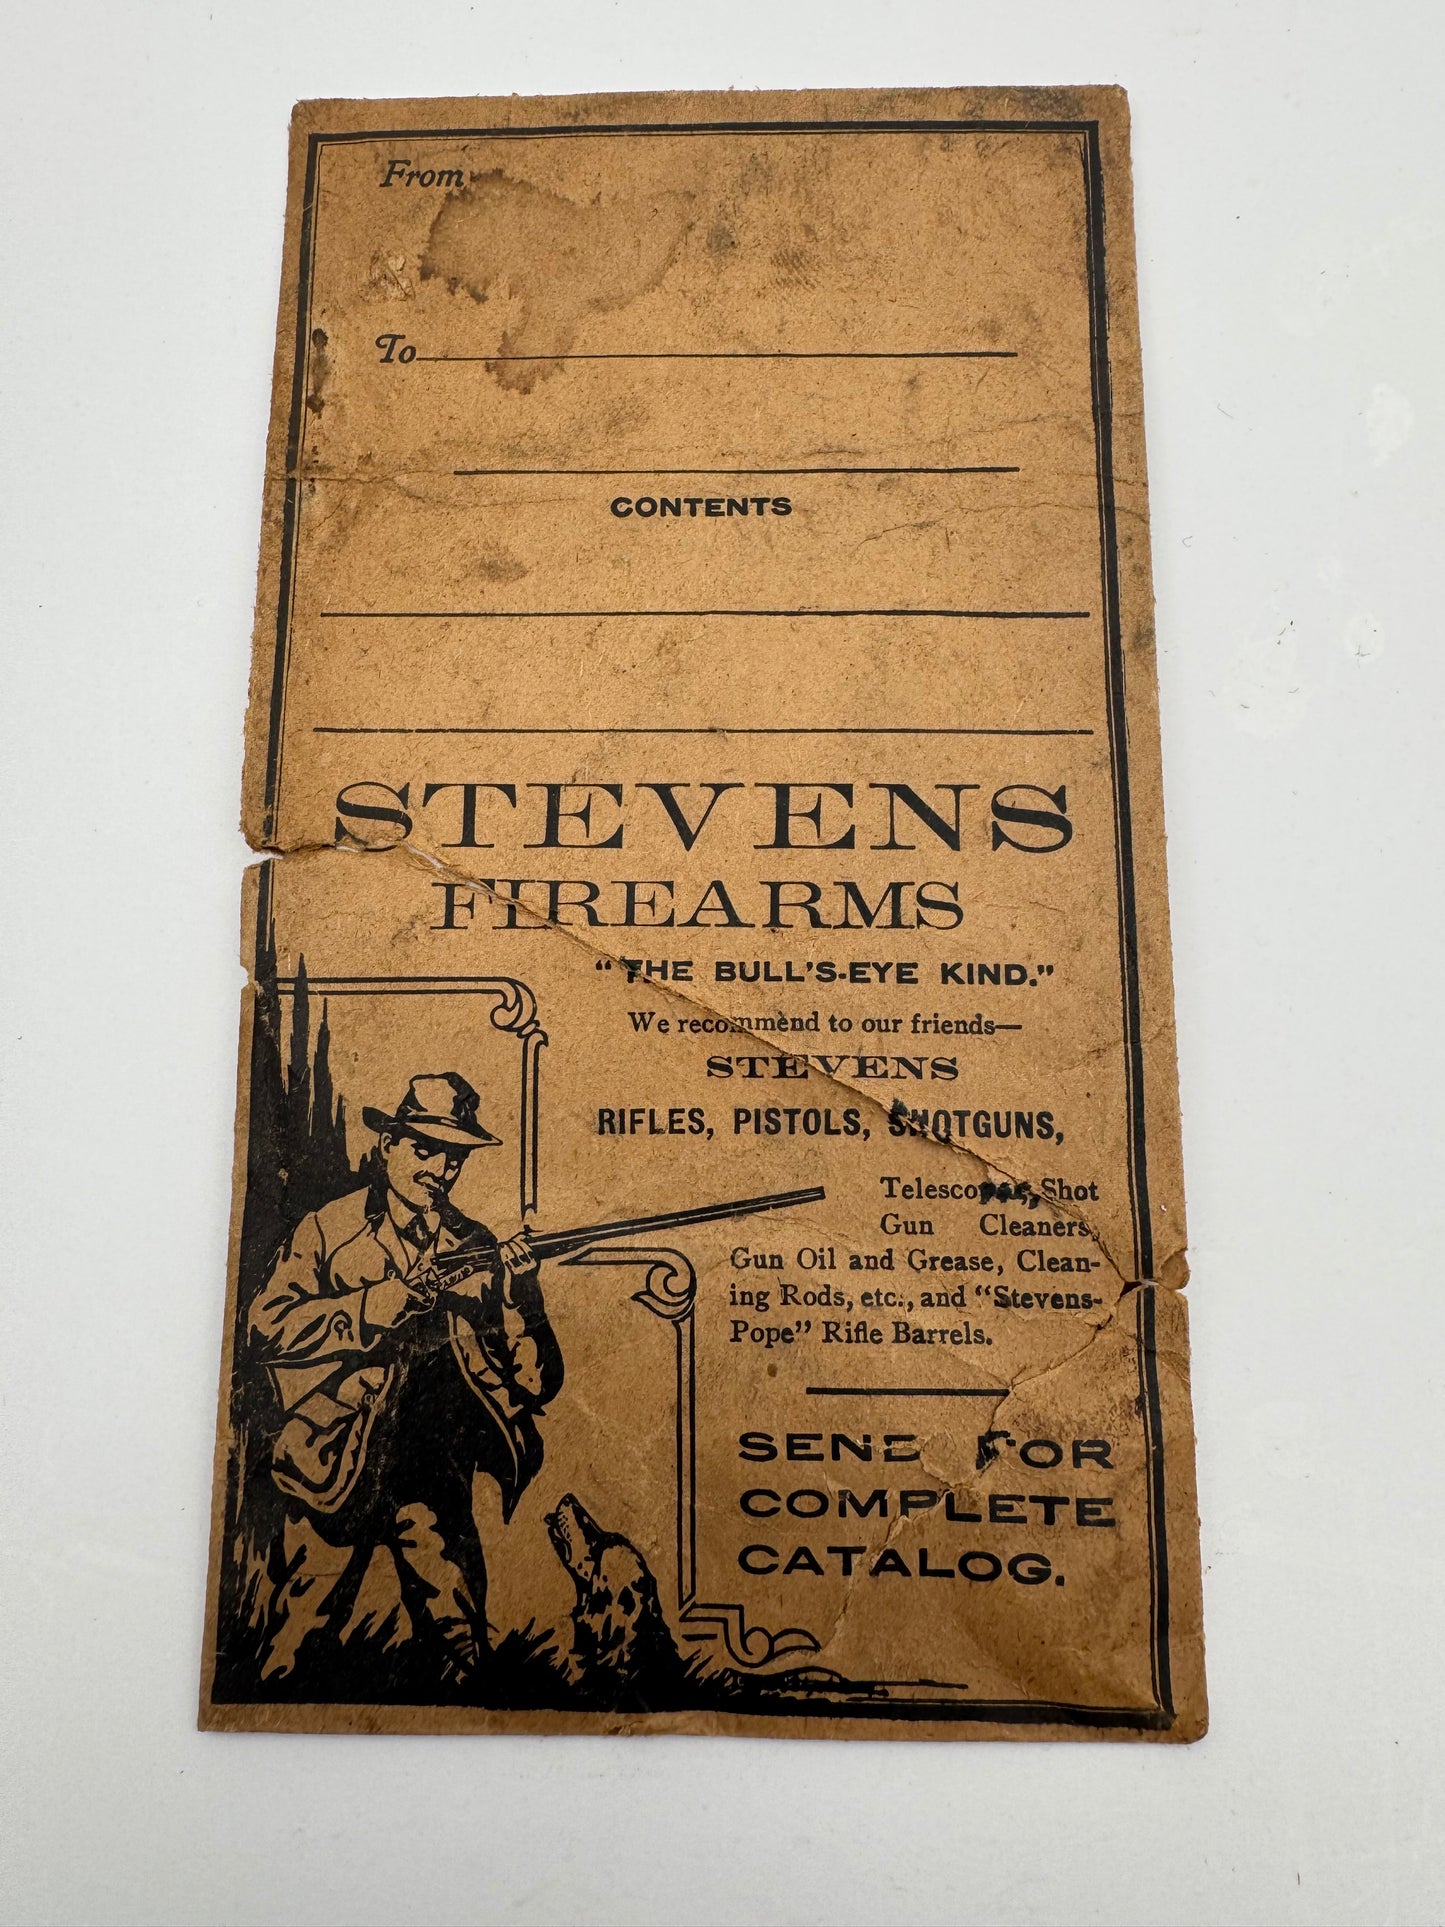 From
To
CONTENTS
STEVENS
FIREARMS
“THE BULL’S-EYE KIND.”
We recommend to our friends—
STEVENS
RIFLES, PISTOLS, SHOTGUNS,
Telescopes, Shot
Gun Cleaners,
Gun Oil and Grease, Clean-
ing Rods, etc., and “Stevens-
Pope” Rifle Barrels.
SEND FOR
COMPLETE
CATALOG.